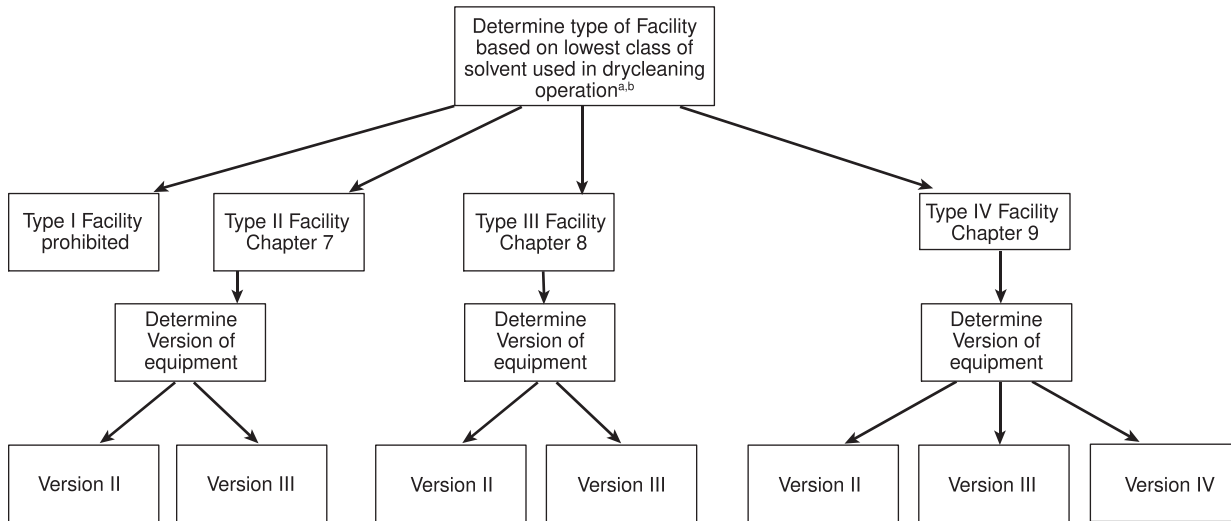 Determine type of Facility
based on lowest class of
solvent used in drycleaning
operationa,b
Type I Facility
prohibited
Type II Facility
Chapter 7
Type III Facility
Chapter 8
Type IV Facility
Chapter 9
Determine
Version of
equipment
Determine
Version of
equipment
Determine
Version of
equipment
Version II
Version III
Version II
Version III
Version II
Version III
Version IV